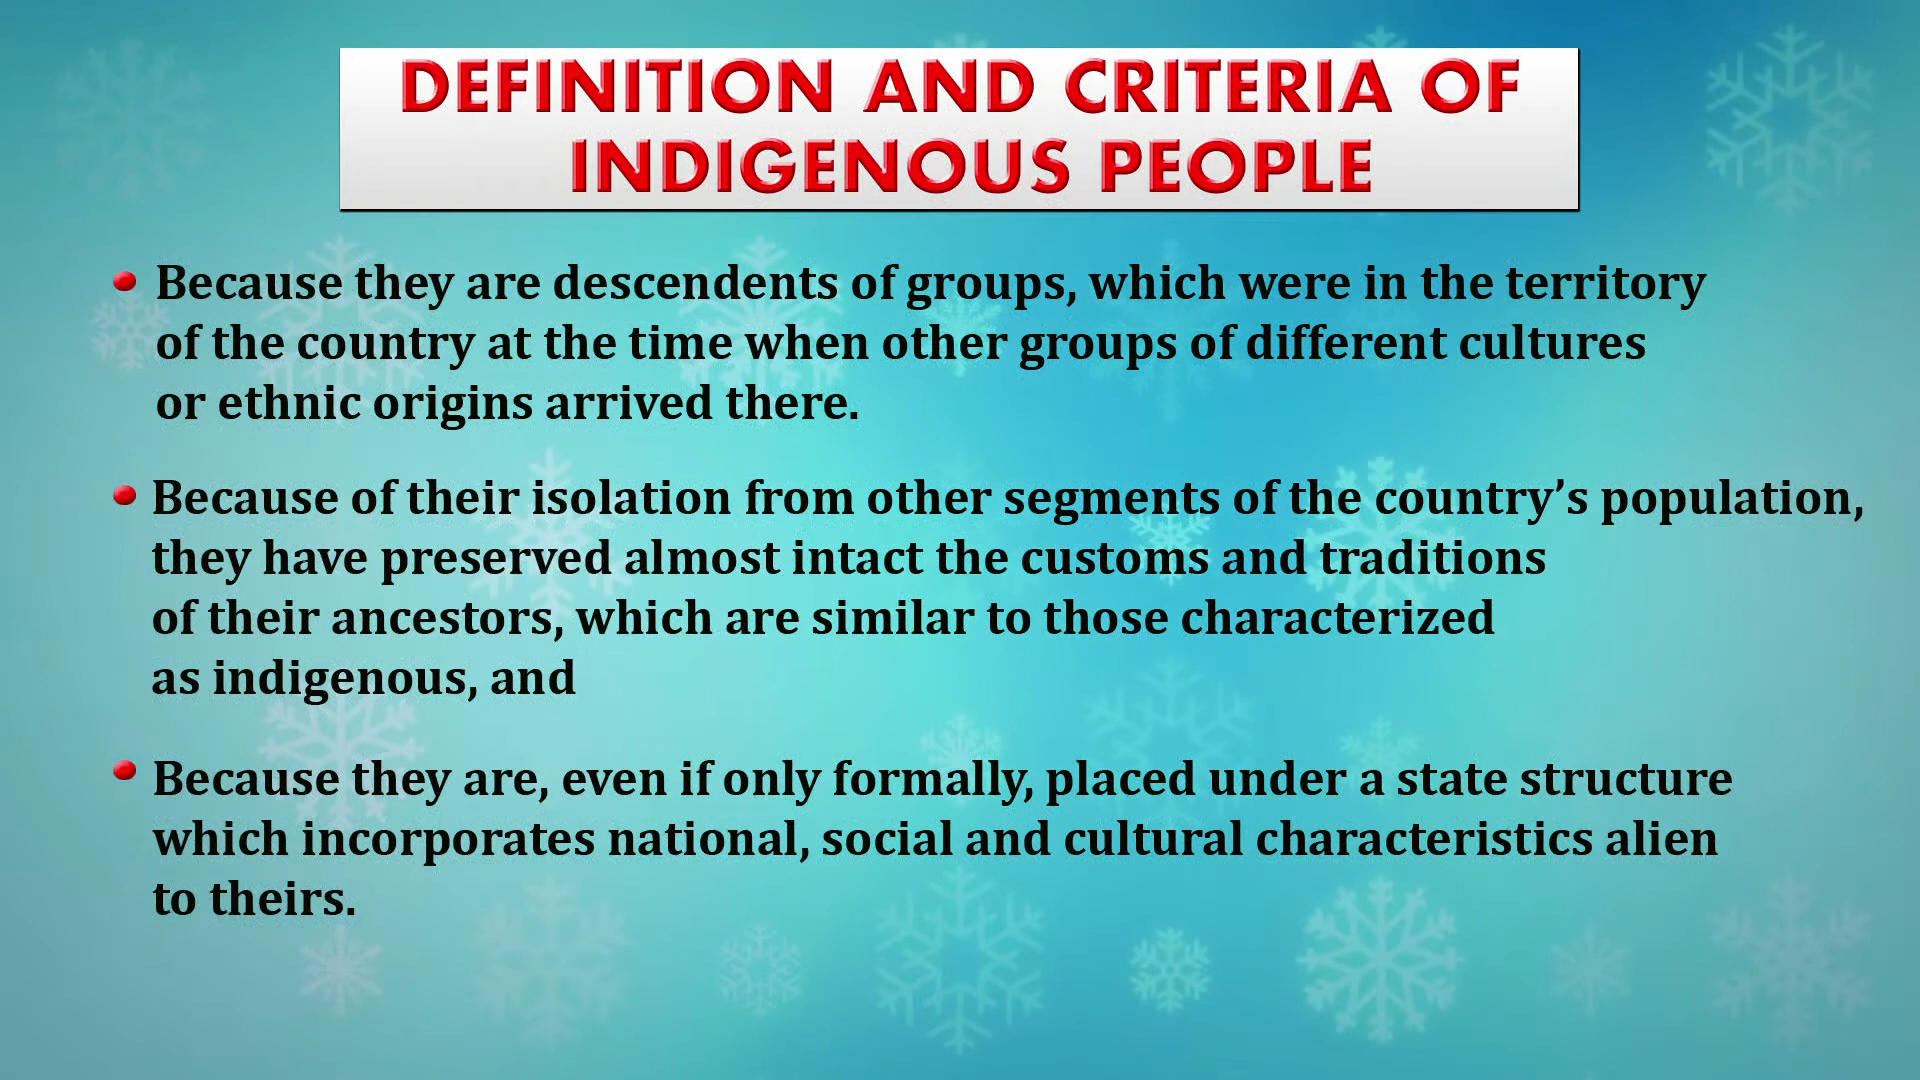 DEFINITION AND CRITERIA OF
INDIGENOUS PEOPLE
Because they are descendents of groups, which were in the territory
of the country at the time when other groups of different cultures
or ethnic origins arrived there.
Because of their isolation from other segments of the country’s population,
they have preserved almost intact the customs and traditions
of their ancestors, which are similar to those characterized
as indigenous, and
Because they are, even if only formally, placed under a state structure
which incorporates national, social and cultural characteristics alien
to theirs.